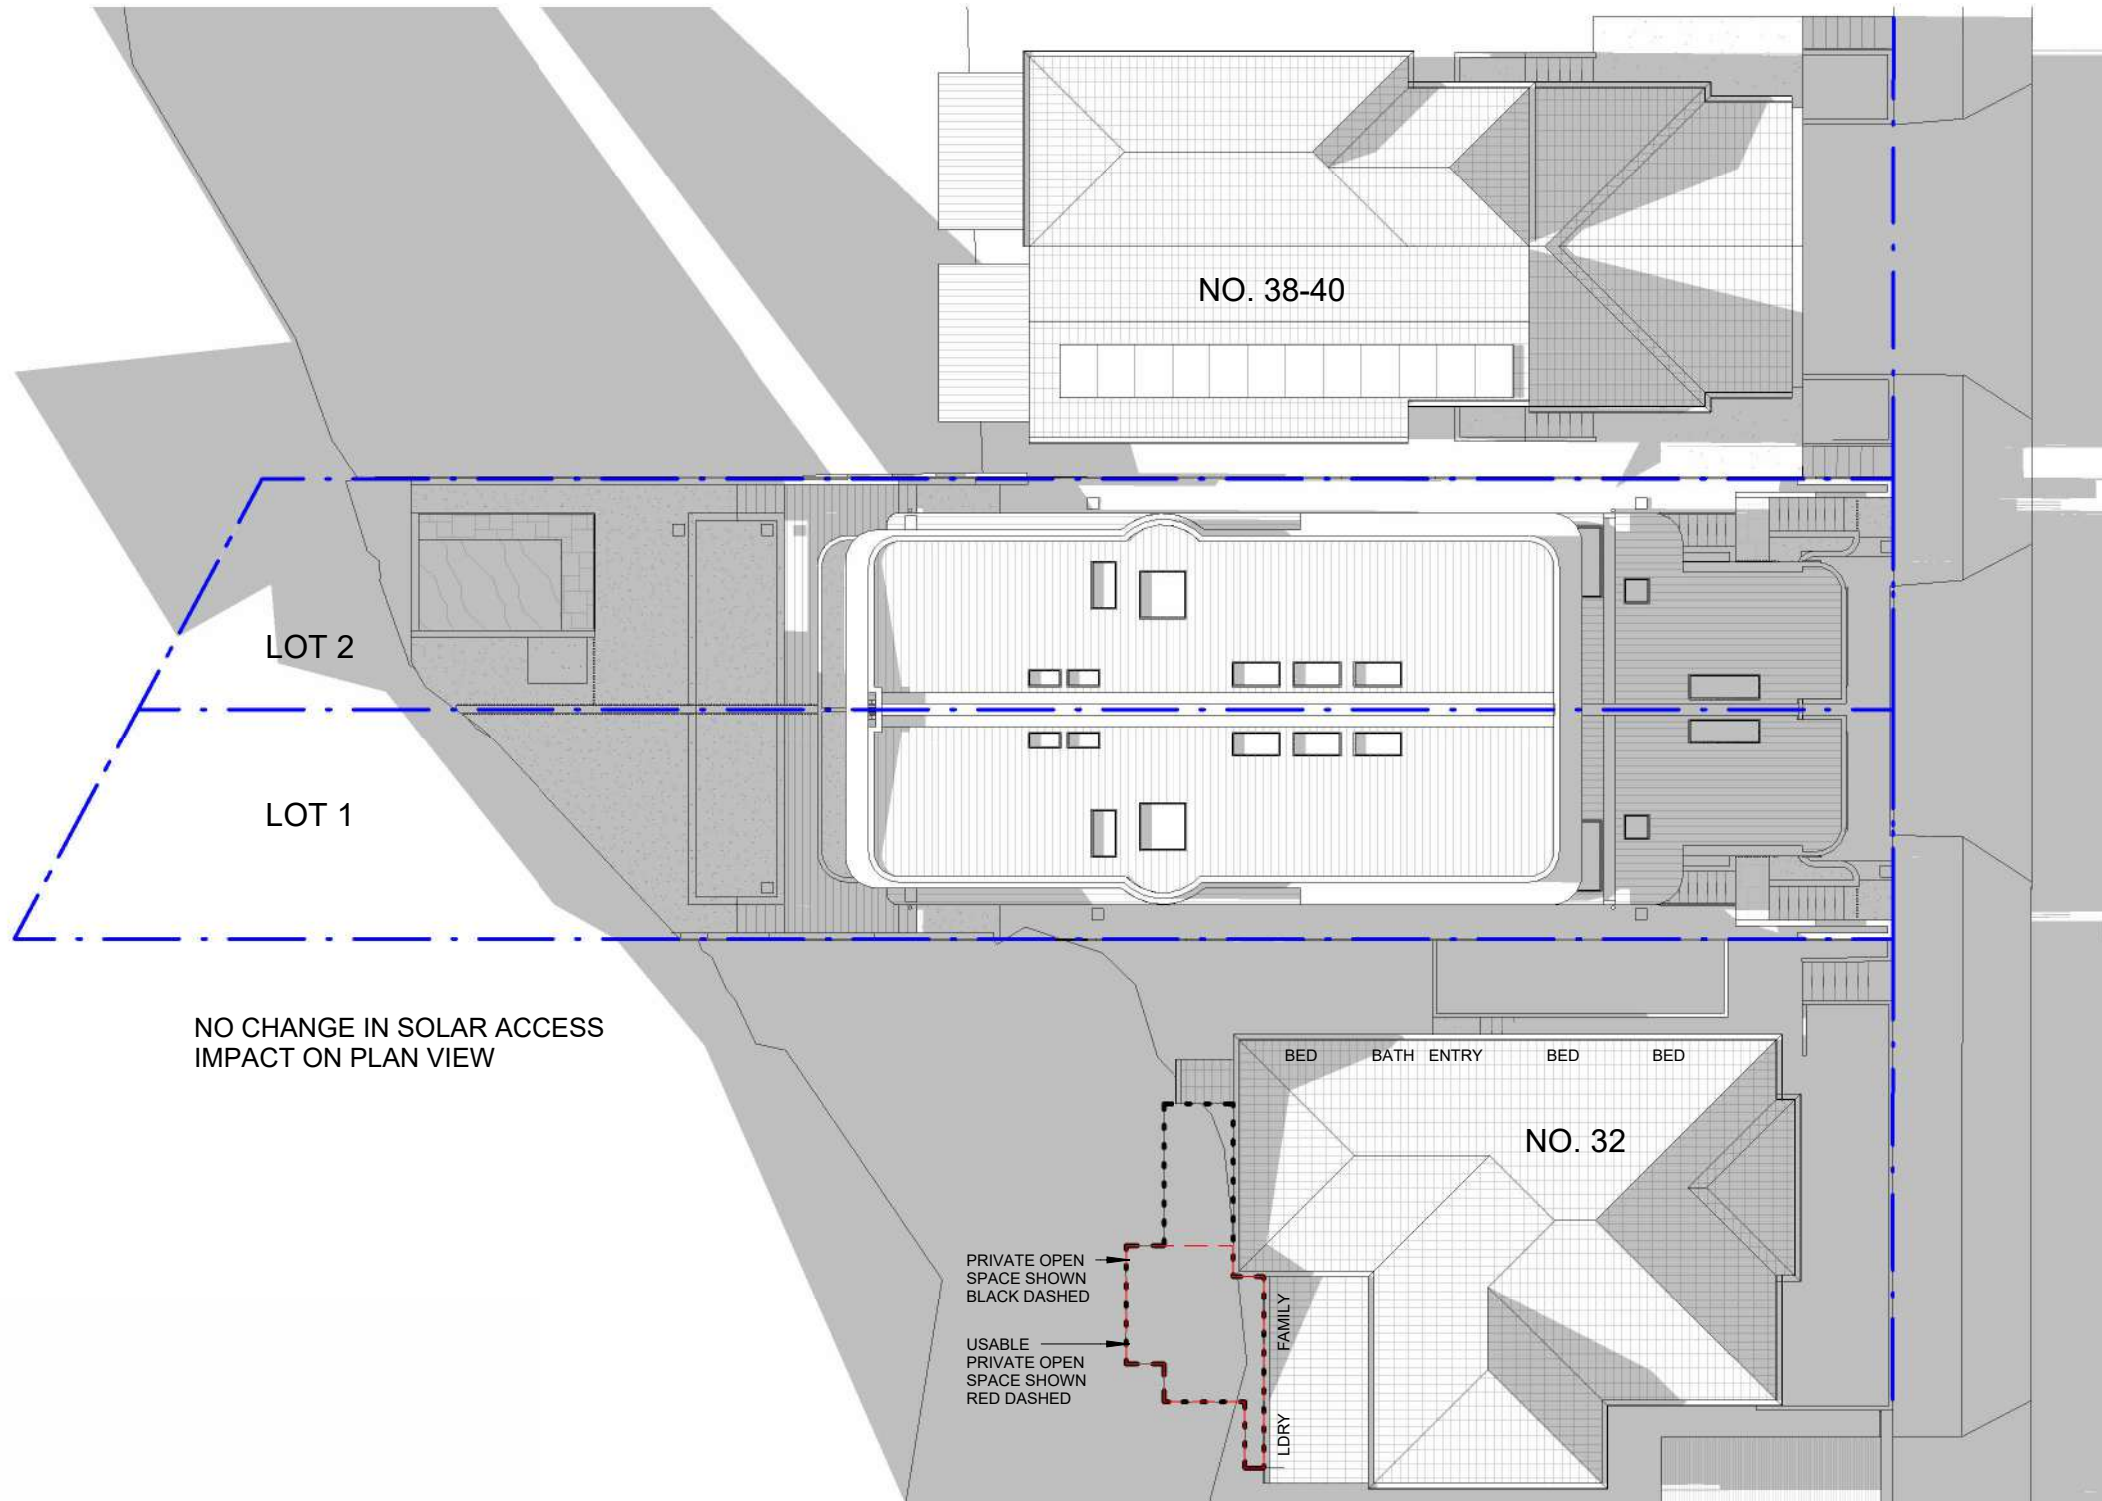 NO. 38-40
LOT 2
LOT 1
NO CHANGE IN SOLAR ACCESS
IMPACT ON PLAN VIEW
BED
BATH
ENTRY
BED
BED
NO. 32
PRIVATE OPEN
SPACE SHOWN
BLACK DASHED
USABLE
PRIVATE OPEN
SPACE SHOWN
RED DASHED
FAMILY
LDRY